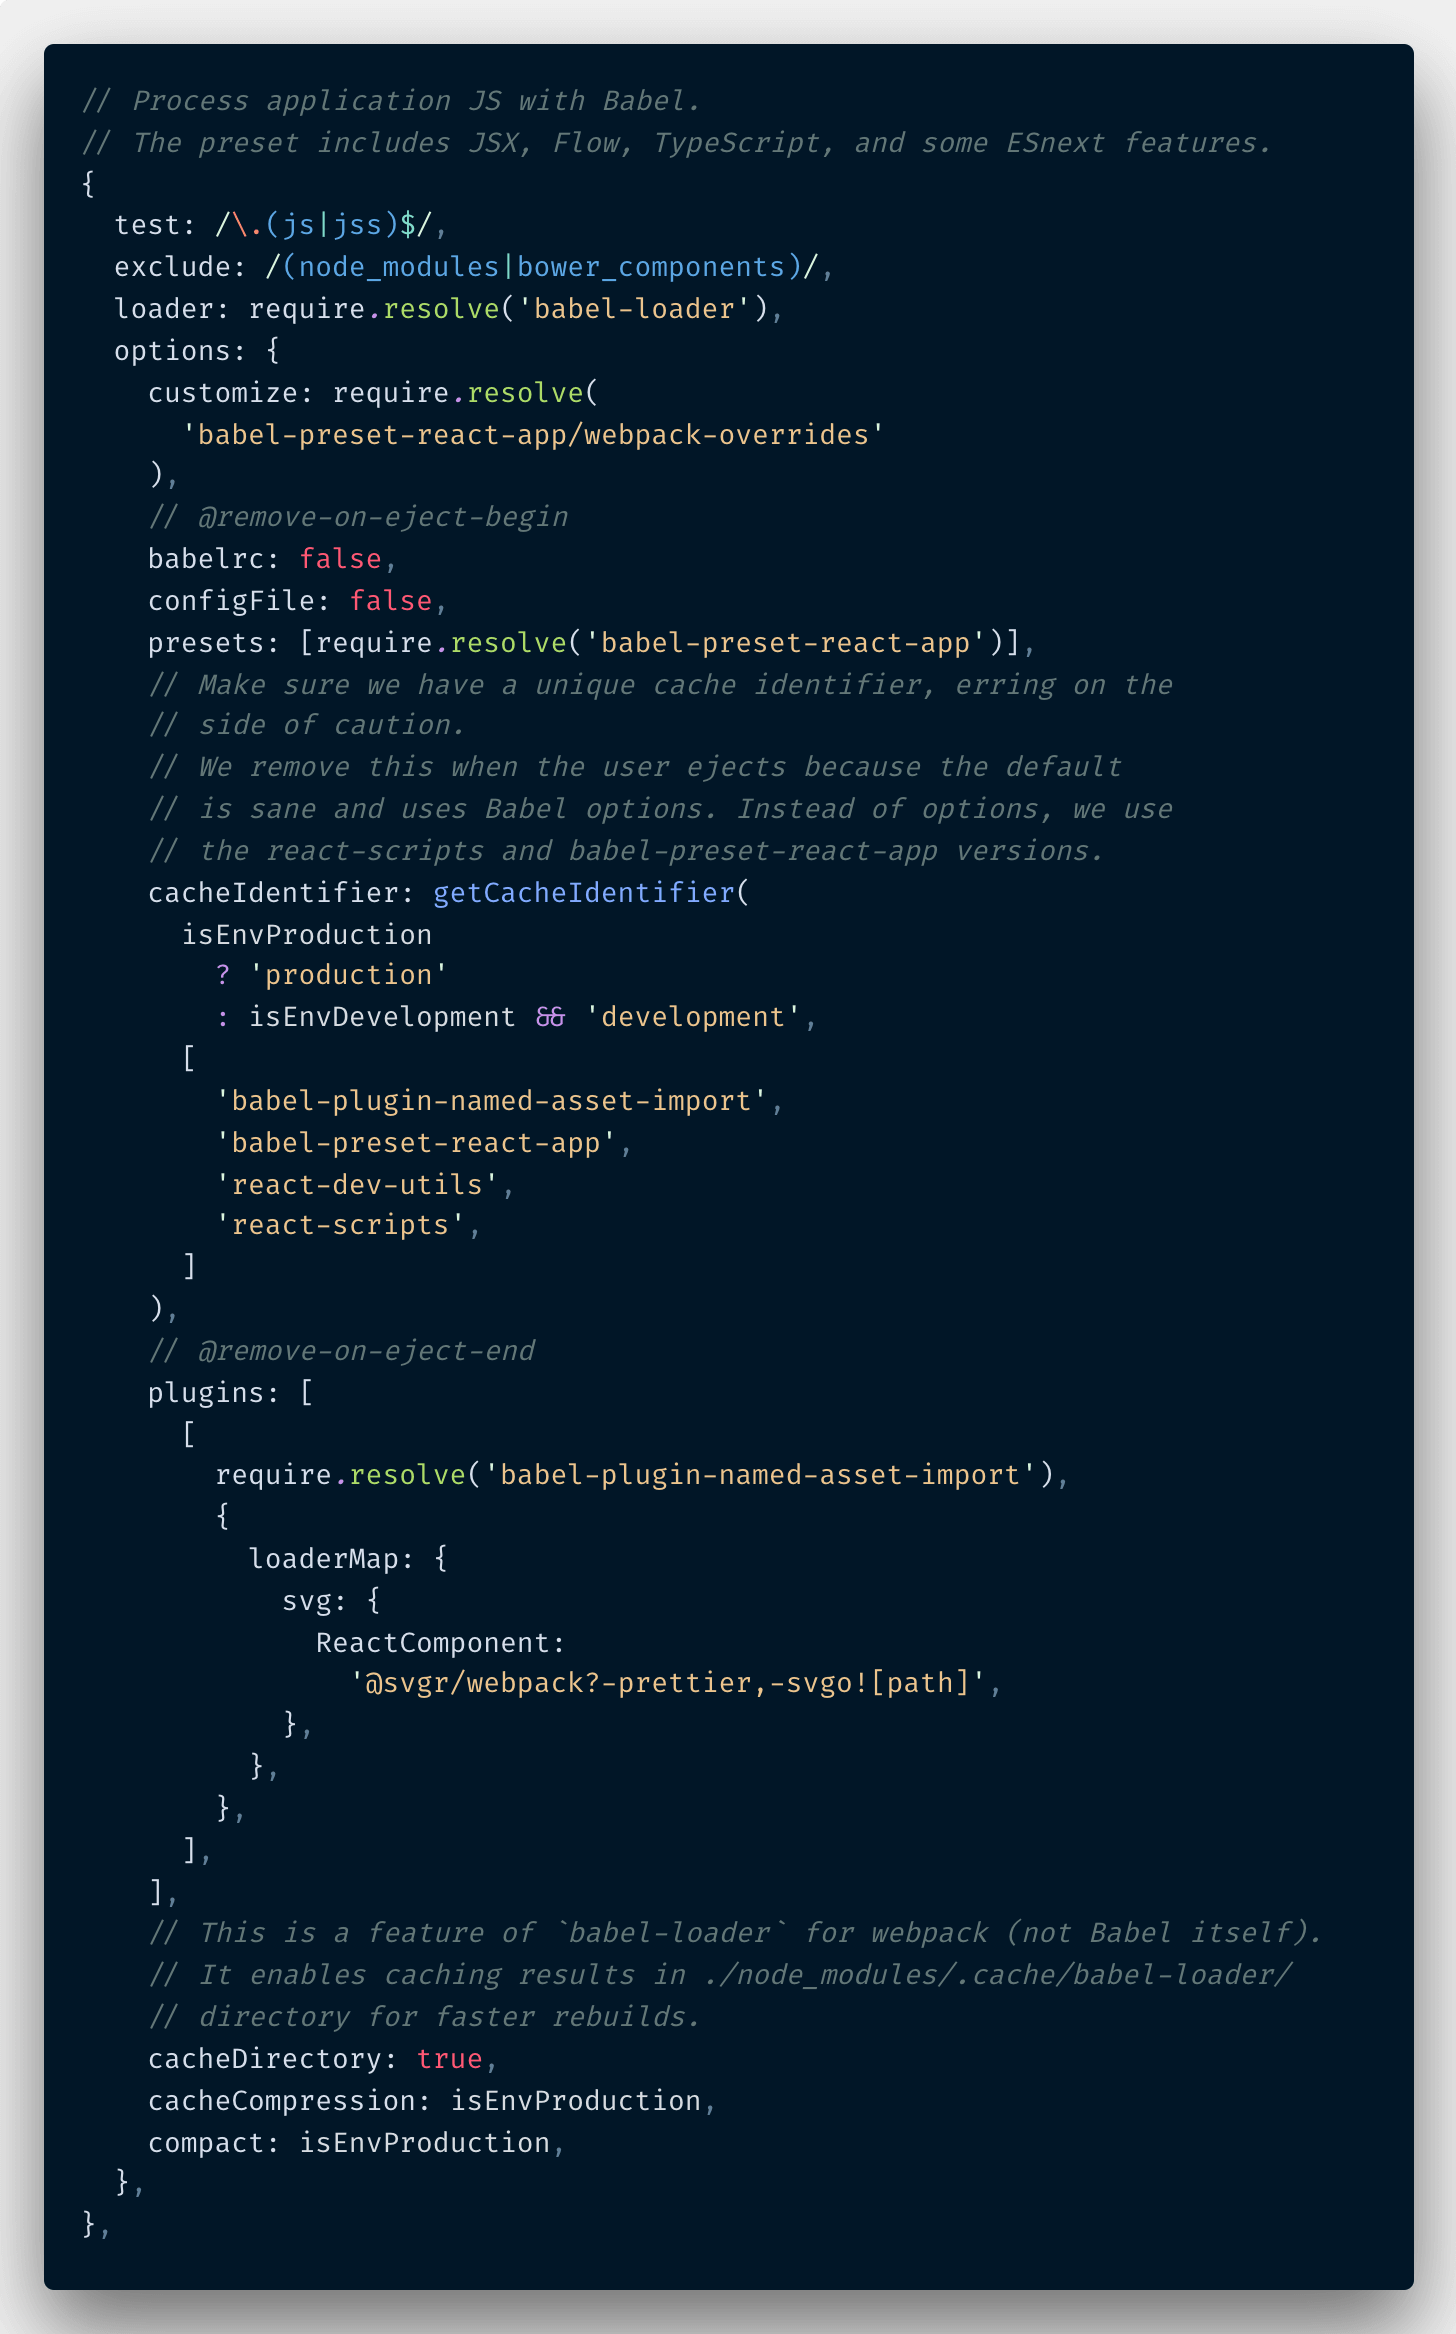 // Process application JS with Babel.
// The preset includes JSX, Flow, TypeScript, and some ESnext features.
{
  test: /\.(js|jss)$/,
  exclude: /(node_modules|bower_components)/,
  loader: require.resolve('babel-loader'),
  options: {
    customize: require.resolve(
      'babel-preset-react-app/webpack-overrides'
    ),
    // @remove-on-eject-begin
    babelrc: false,
    configFile: false,
    presets: [require.resolve('babel-preset-react-app')],
    // Make sure we have a unique cache identifier, erring on the
    // side of caution.
    // We remove this when the user ejects because the default
    // is sane and uses Babel options. Instead of options, we use
    // the react-scripts and babel-preset-react-app versions.
    cacheIdentifier: getCacheIdentifier(
      isEnvProduction
        ? 'production'
        : isEnvDevelopment && 'development',
      [
        'babel-plugin-named-asset-import',
        'babel-preset-react-app',
        'react-dev-utils',
        'react-scripts',
      ]
    ),
    // @remove-on-eject-end
    plugins: [
      [
        require.resolve('babel-plugin-named-asset-import'),
        {
          loaderMap: {
            svg: {
              ReactComponent:
                '@svgr/webpack?-prettier,-svgo![path]',
            },
          },
        },
      ],
    ],
    // This is a feature of `babel-loader` for webpack (not Babel itself).
    // It enables caching results in ./node_modules/.cache/babel-loader/
    // directory for faster rebuilds.
    cacheDirectory: true,
    cacheCompression: isEnvProduction,
    compact: isEnvProduction,
  },
},